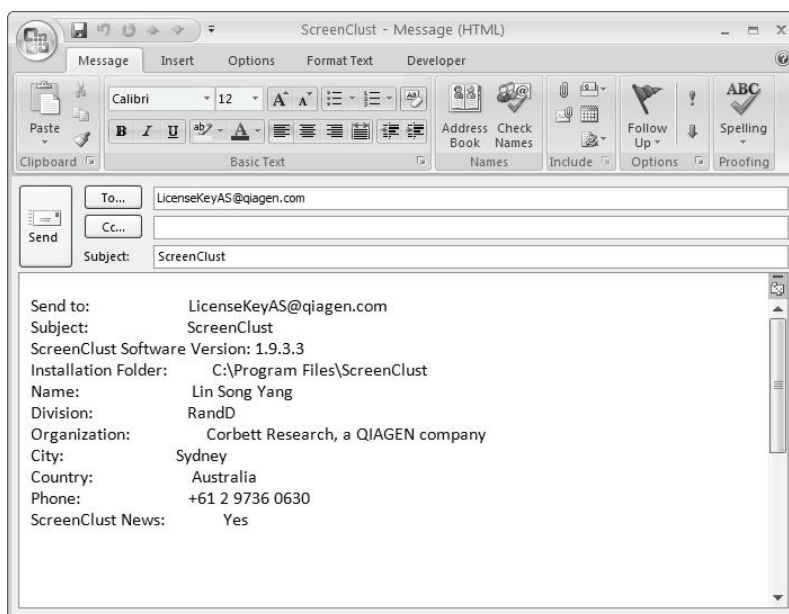 ScreenClust - Message (HTML)
Message Insert Options Format Text Developer
Calibri 12 A A Aa
Paste B I U ab A Address Book Check Names Follow Up ABC Spelling
Clipboard Basic Text Names Include Options Proofing
To... LicenseKeyAS@qiagen.com
Cc...
Send
Subject: ScreenClust
Send to: LicenseKeyAS@qiagen.com
Subject: ScreenClust
ScreenClust Software Version: 1.9.3.3
Installation Folder: C:\Program Files\ScreenClust
Name: Lin Song Yang
Division: RandD
Organization: Corbett Research, a QIAGEN company
City: Sydney
Country: Australia
Phone: +61 2 9736 0630
ScreenClust News: Yes